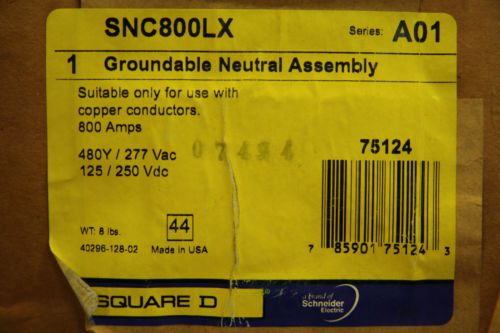 SNC800LX Series: A01
1 Groundable Neutral Assembly
Suitable only for use with
copper conductors.
800 Amps
480Y / 277 Vac
125 / 250 Vdc
07434
75124
WT: 8 lbs.
44
40296-128-02 Made in USA
7 85901 75124 3
SQUARE D
a brand of
Schneider
Electric